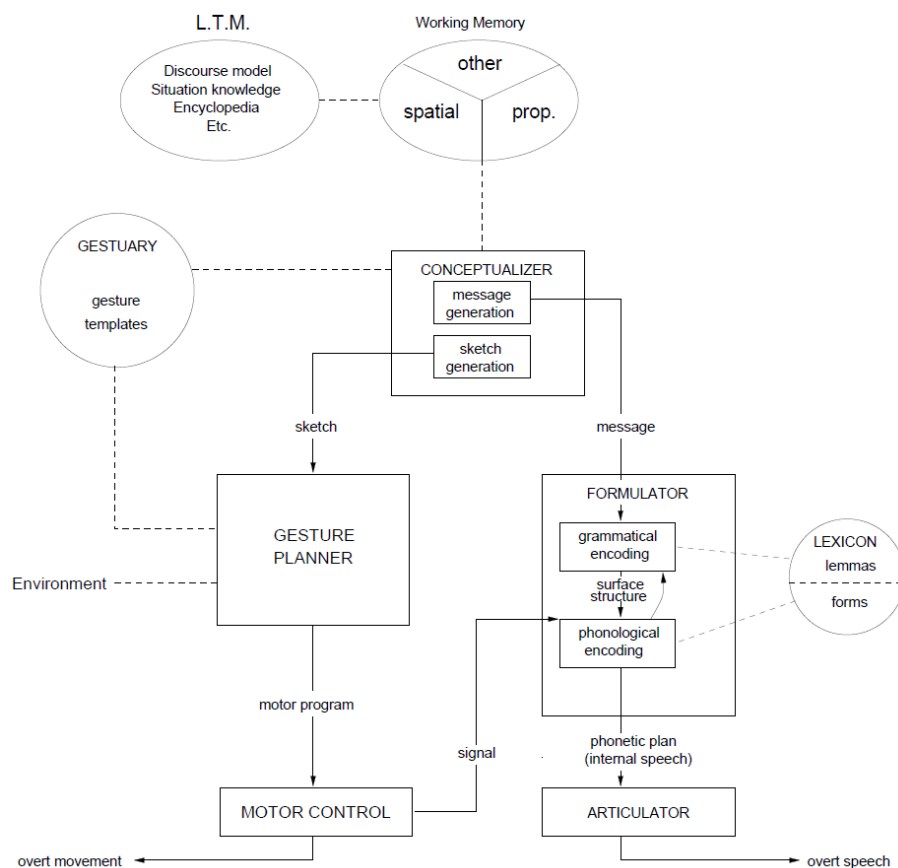 L.T.M.
Working Memory
Discourse model
Situation knowledge
Encyclopedia
Etc.
other
spatial
prop.
GESTUARY
gesture
templates
CONCEPTUALIZER
message
generation
sketch
generation
sketch
message
GESTURE
PLANNER
Environment
FORMULATOR
grammatical
encoding
surface
structure
phonological
encoding
LEXICON
lemmas
forms
motor program
signal
phonetic plan
(internal speech)
MOTOR CONTROL
ARTICULATOR
overt movement
overt speech